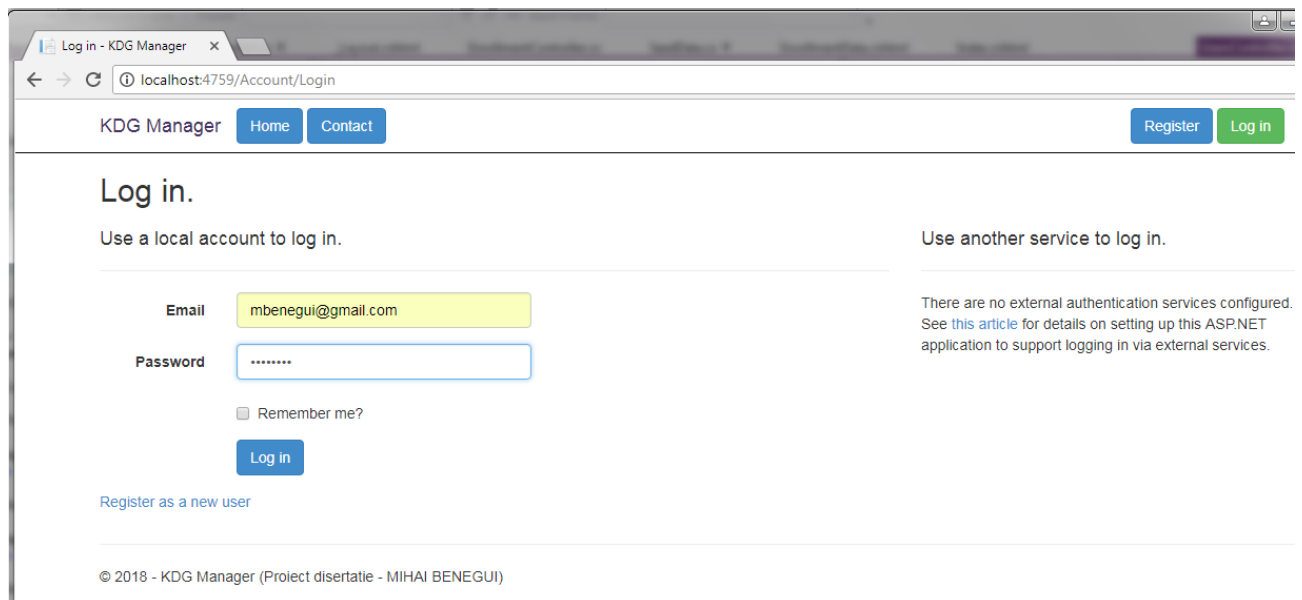 Log in - KDG Manager
localhost:4759/Account/Login
KDG Manager Home Contact Register Log in
Log in.
Use a local account to log in.
Use another service to log in.
Email mbenegui@gmail.com
Password ••••••••
Remember me?
Log in
Register as a new user
There are no external authentication services configured.
See this article for details on setting up this ASP.NET
application to support logging in via external services.
© 2018 - KDG Manager (Proiect disertatie - MIHAI BENEGUI)